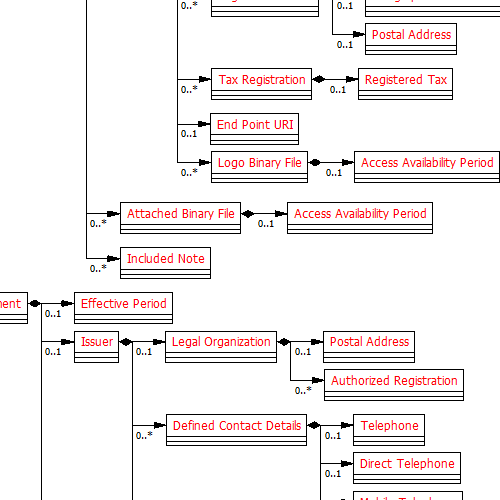 0..*
0..1
Postal Address
0..1
Tax Registration
Registered Tax
0..*
0..1
End Point URI
0..1
Logo Binary File
Access Availability Period
0..*
0..1
Attached Binary File
Access Availability Period
0..*
0..1
Included Note
0..*
Effective Period
0..1
Issuer
Legal Organization
Postal Address
0..1
0..1
0..1
Authorized Registration
0..*
Defined Contact Details
Telephone
0..*
0..1
Direct Telephone
0..1